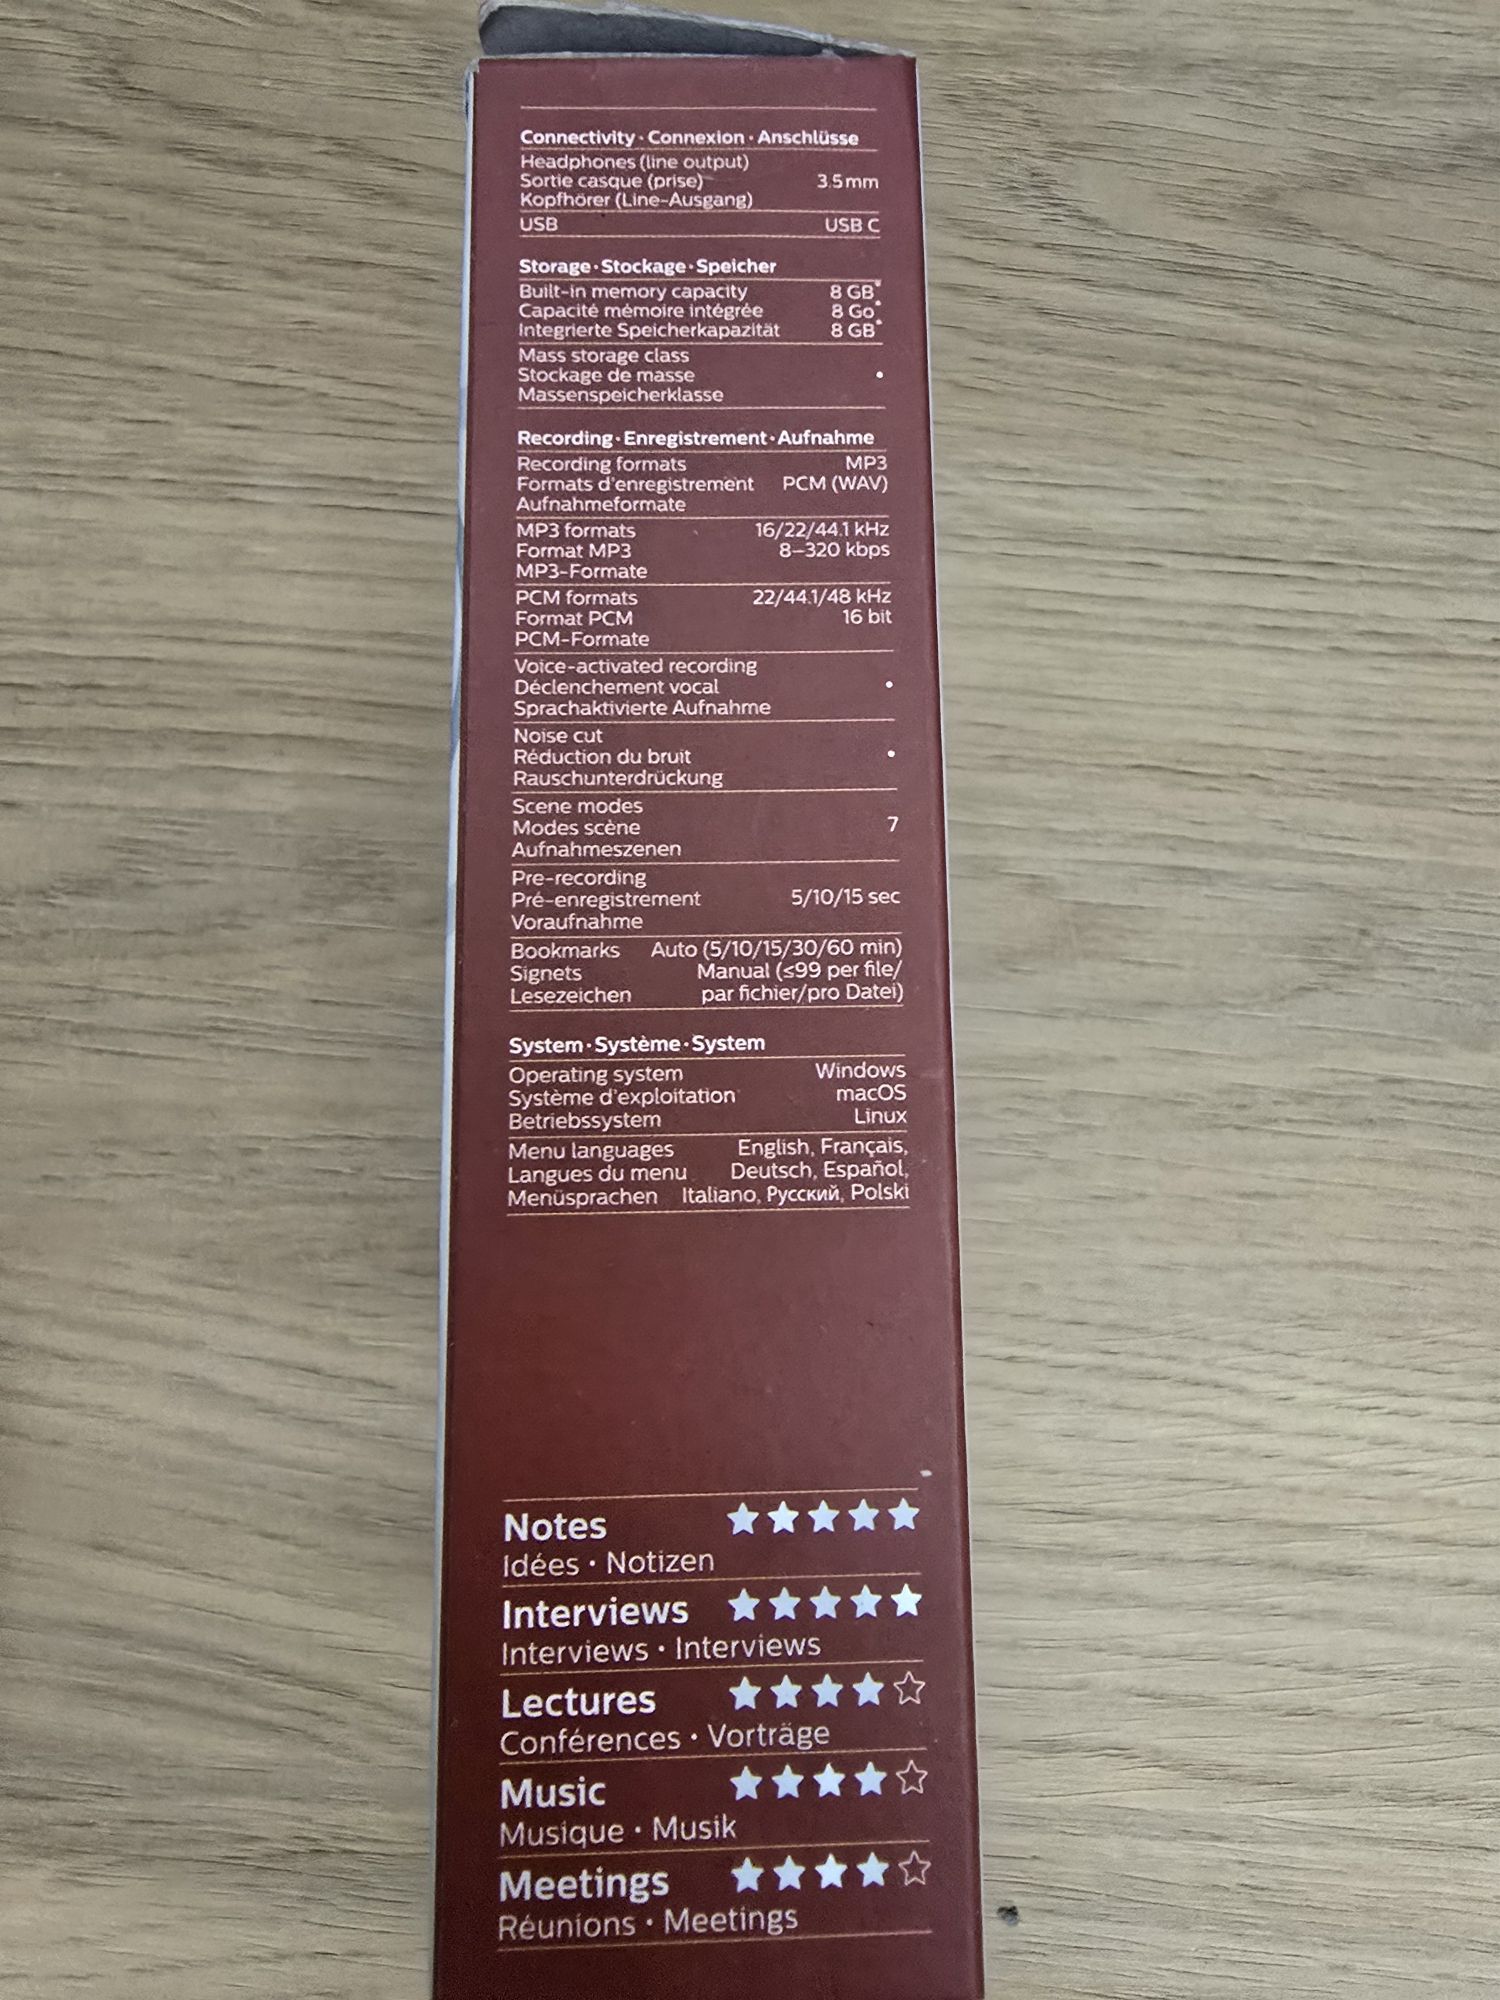 Connectivity · Connexion · Anschlüsse
Headphones (line output)
Sortie casque (prise) 3.5 mm
Kopfhörer (Line-Ausgang)
USB USB C
Storage · Stockage · Speicher
Built-in memory capacity 8 GB*
Capacité mémoire intégrée 8 Go*
Integrierte Speicherkapazität 8 GB*
Mass storage class
Stockage de masse •
Massenspeicherklasse
Recording · Enregistrement · Aufnahme
Recording formats MP3
Formats d'enregistrement PCM (WAV)
Aufnahmeformate
MP3 formats 16/22/44.1 kHz
Format MP3 8–320 kbps
MP3-Formate
PCM formats 22/44.1/48 kHz
Format PCM 16 bit
PCM-Formate
Voice-activated recording
Déclenchement vocal •
Sprachaktivierte Aufnahme
Noise cut
Réduction du bruit •
Rauschunterdrückung
Scene modes
Modes scène 7
Aufnahmeszenen
Pre-recording
Pré-enregistrement 5/10/15 sec
Voraufnahme
Bookmarks Auto (5/10/15/30/60 min)
Signets Manual (≤99 per file/
Lesezeichen par fichier/pro Datei)
System · Système · System
Operating system Windows
Système d'exploitation macOS
Betriebssystem Linux
Menu languages English, Français,
Langues du menu Deutsch, Español,
Menüsprachen Italiano, Русский, Polski
Notes ★★★★★
Idées · Notizen
Interviews ★★★★★
Interviews · Interviews
Lectures ★★★★☆
Conférences · Vorträge
Music ★★★★☆
Musique · Musik
Meetings ★★★★☆
Réunions · Meetings